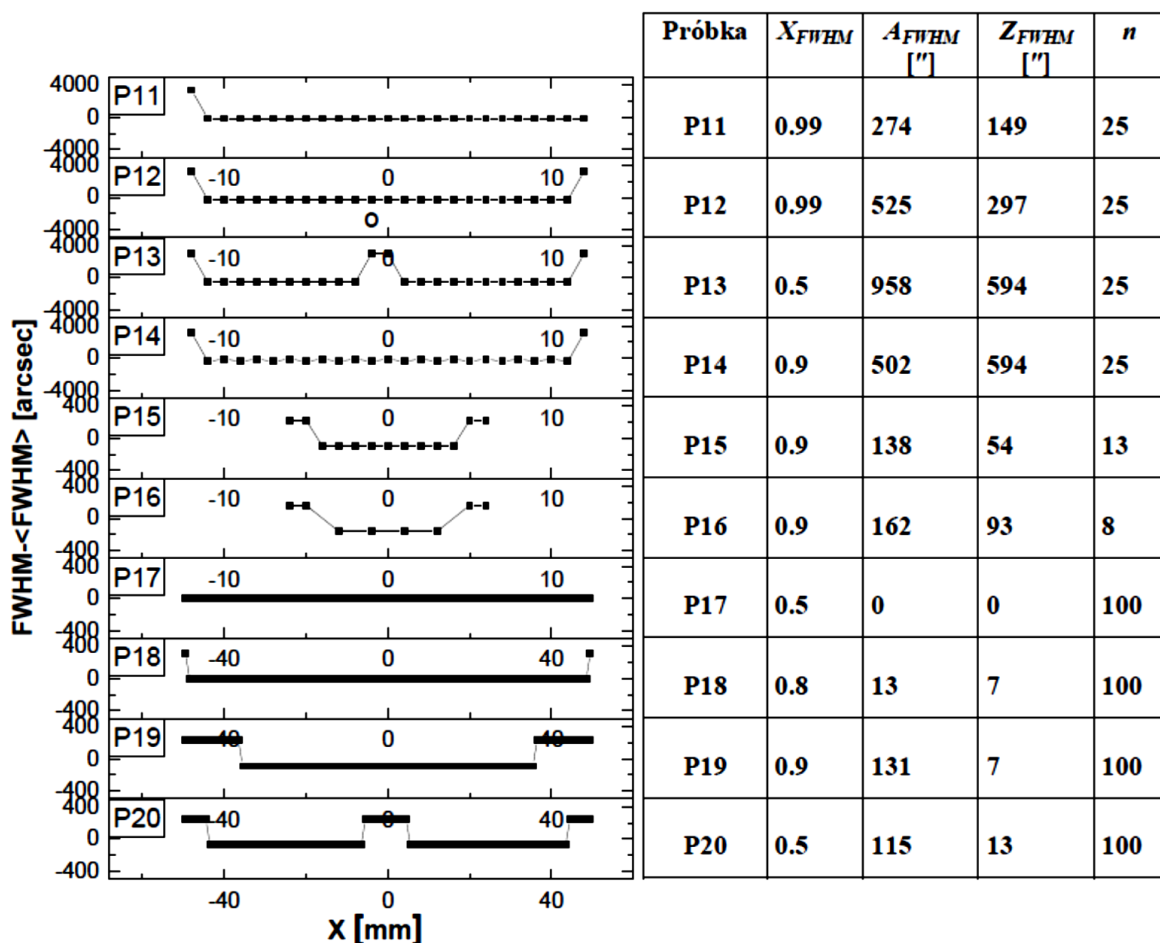 Próbka X_FWHM A_FWHM ["] Z_FWHM ["] n
P11 0.99 274 149 25
P12 0.99 525 297 25
P13 0.5 958 594 25
P14 0.9 502 594 25
P15 0.9 138 54 13
P16 0.9 162 93 8
P17 0.5 0 0 100
P18 0.8 13 7 100
P19 0.9 131 7 100
P20 0.5 115 13 100
FWHM-<FWHM> [arcsec]
4000 P11
0
-4000
4000 P12 -10 0 10
0
-4000 O
4000 P13 -10 0 10
0
-4000
4000 P14 -10 0 10
0
-4000
400 P15 -10 0 10
0
-400
400 P16 -10 0 10
0
-400
400 P17 -10 0 10
0
-400
400 P18 -40 0 40
0
-400
400 P19 -40 0 40
0
-400
400 P20 -40 0 40
0
-400
-40 0 40
X [mm]